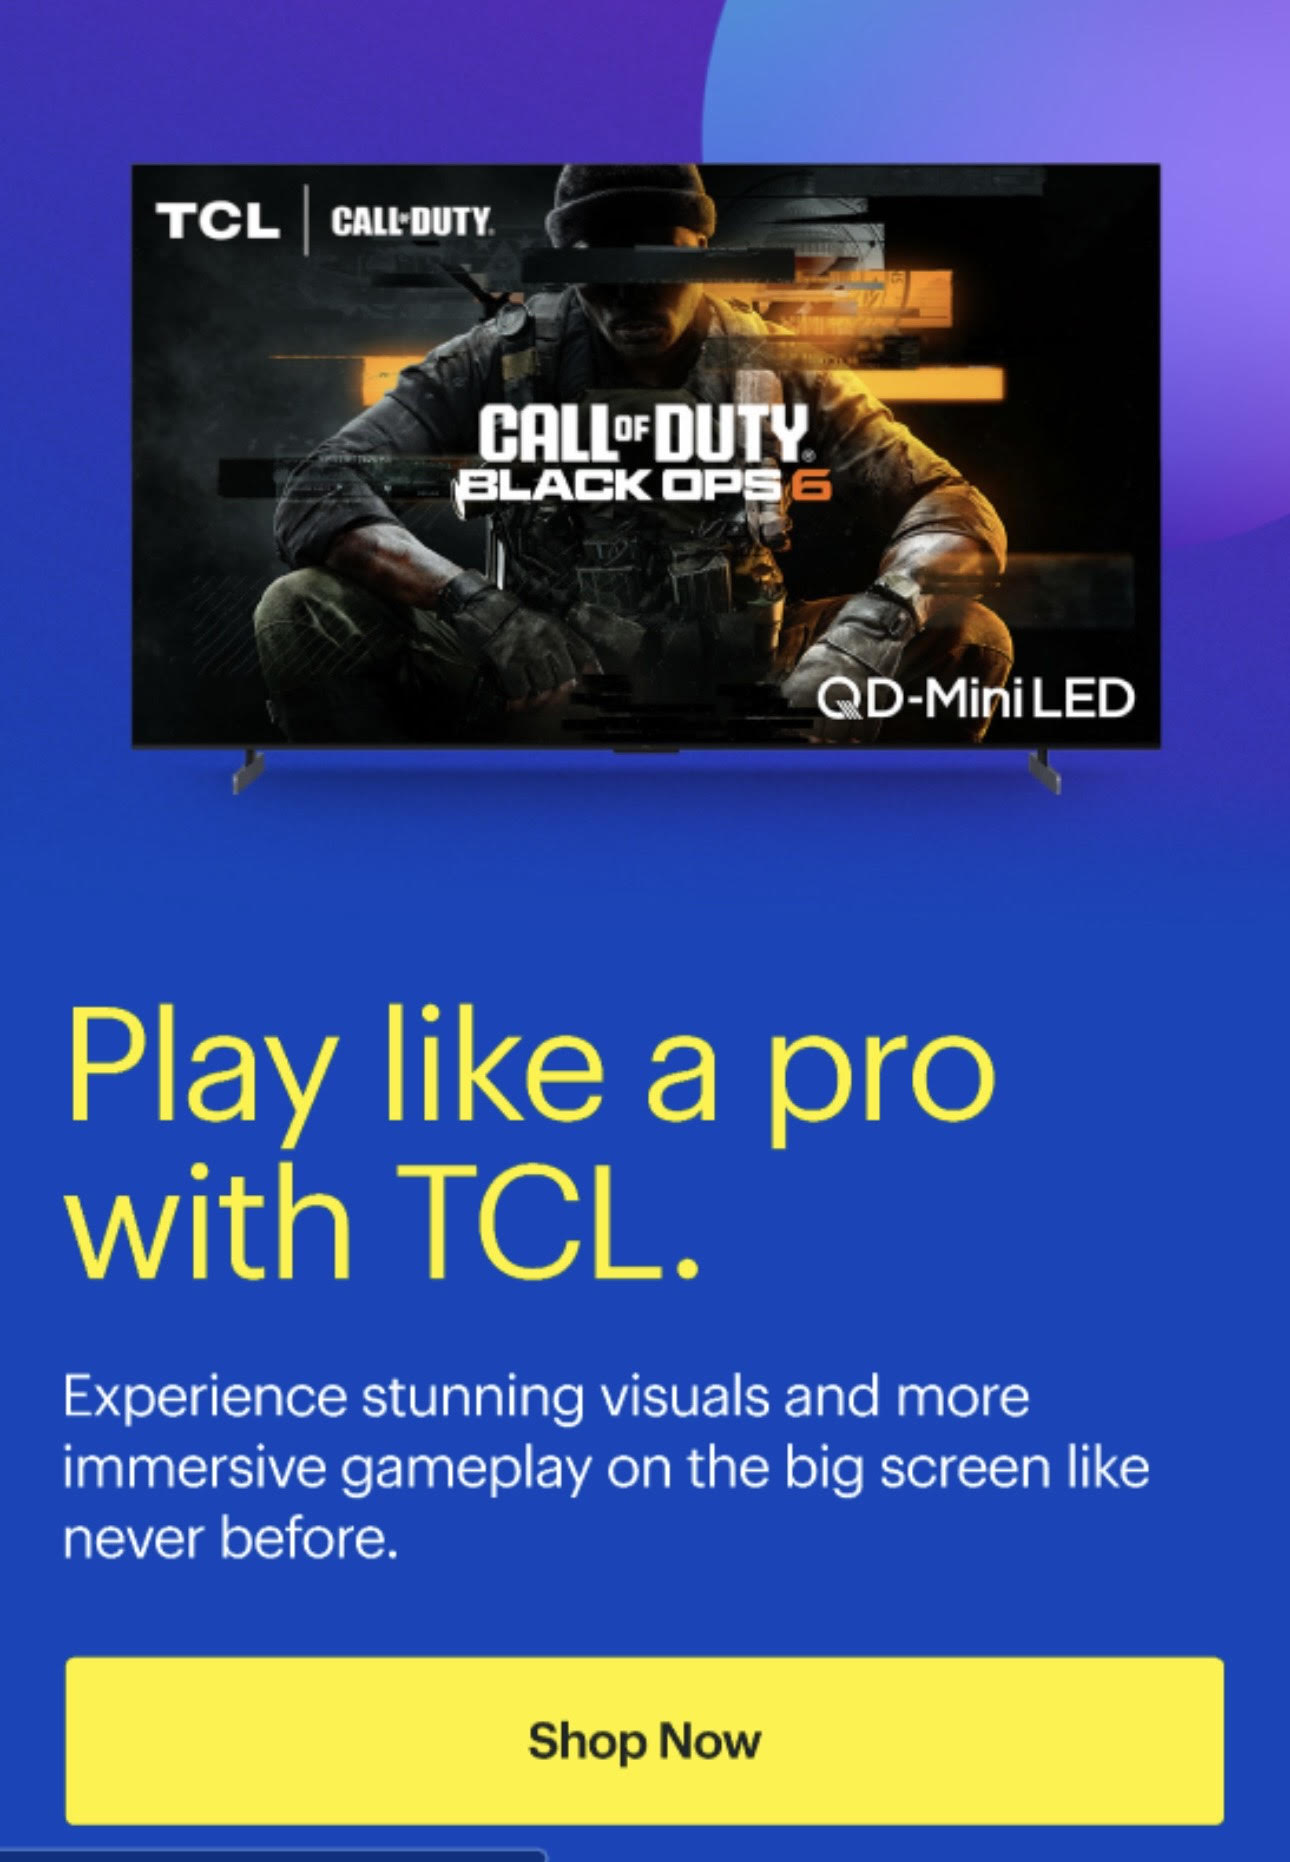 TCL | CALL OF DUTY®
CALL OF DUTY®
BLACK OPS 6
QD-Mini LED
Play like a pro
with TCL.
Experience stunning visuals and more
immersive gameplay on the big screen like
never before.
Shop Now